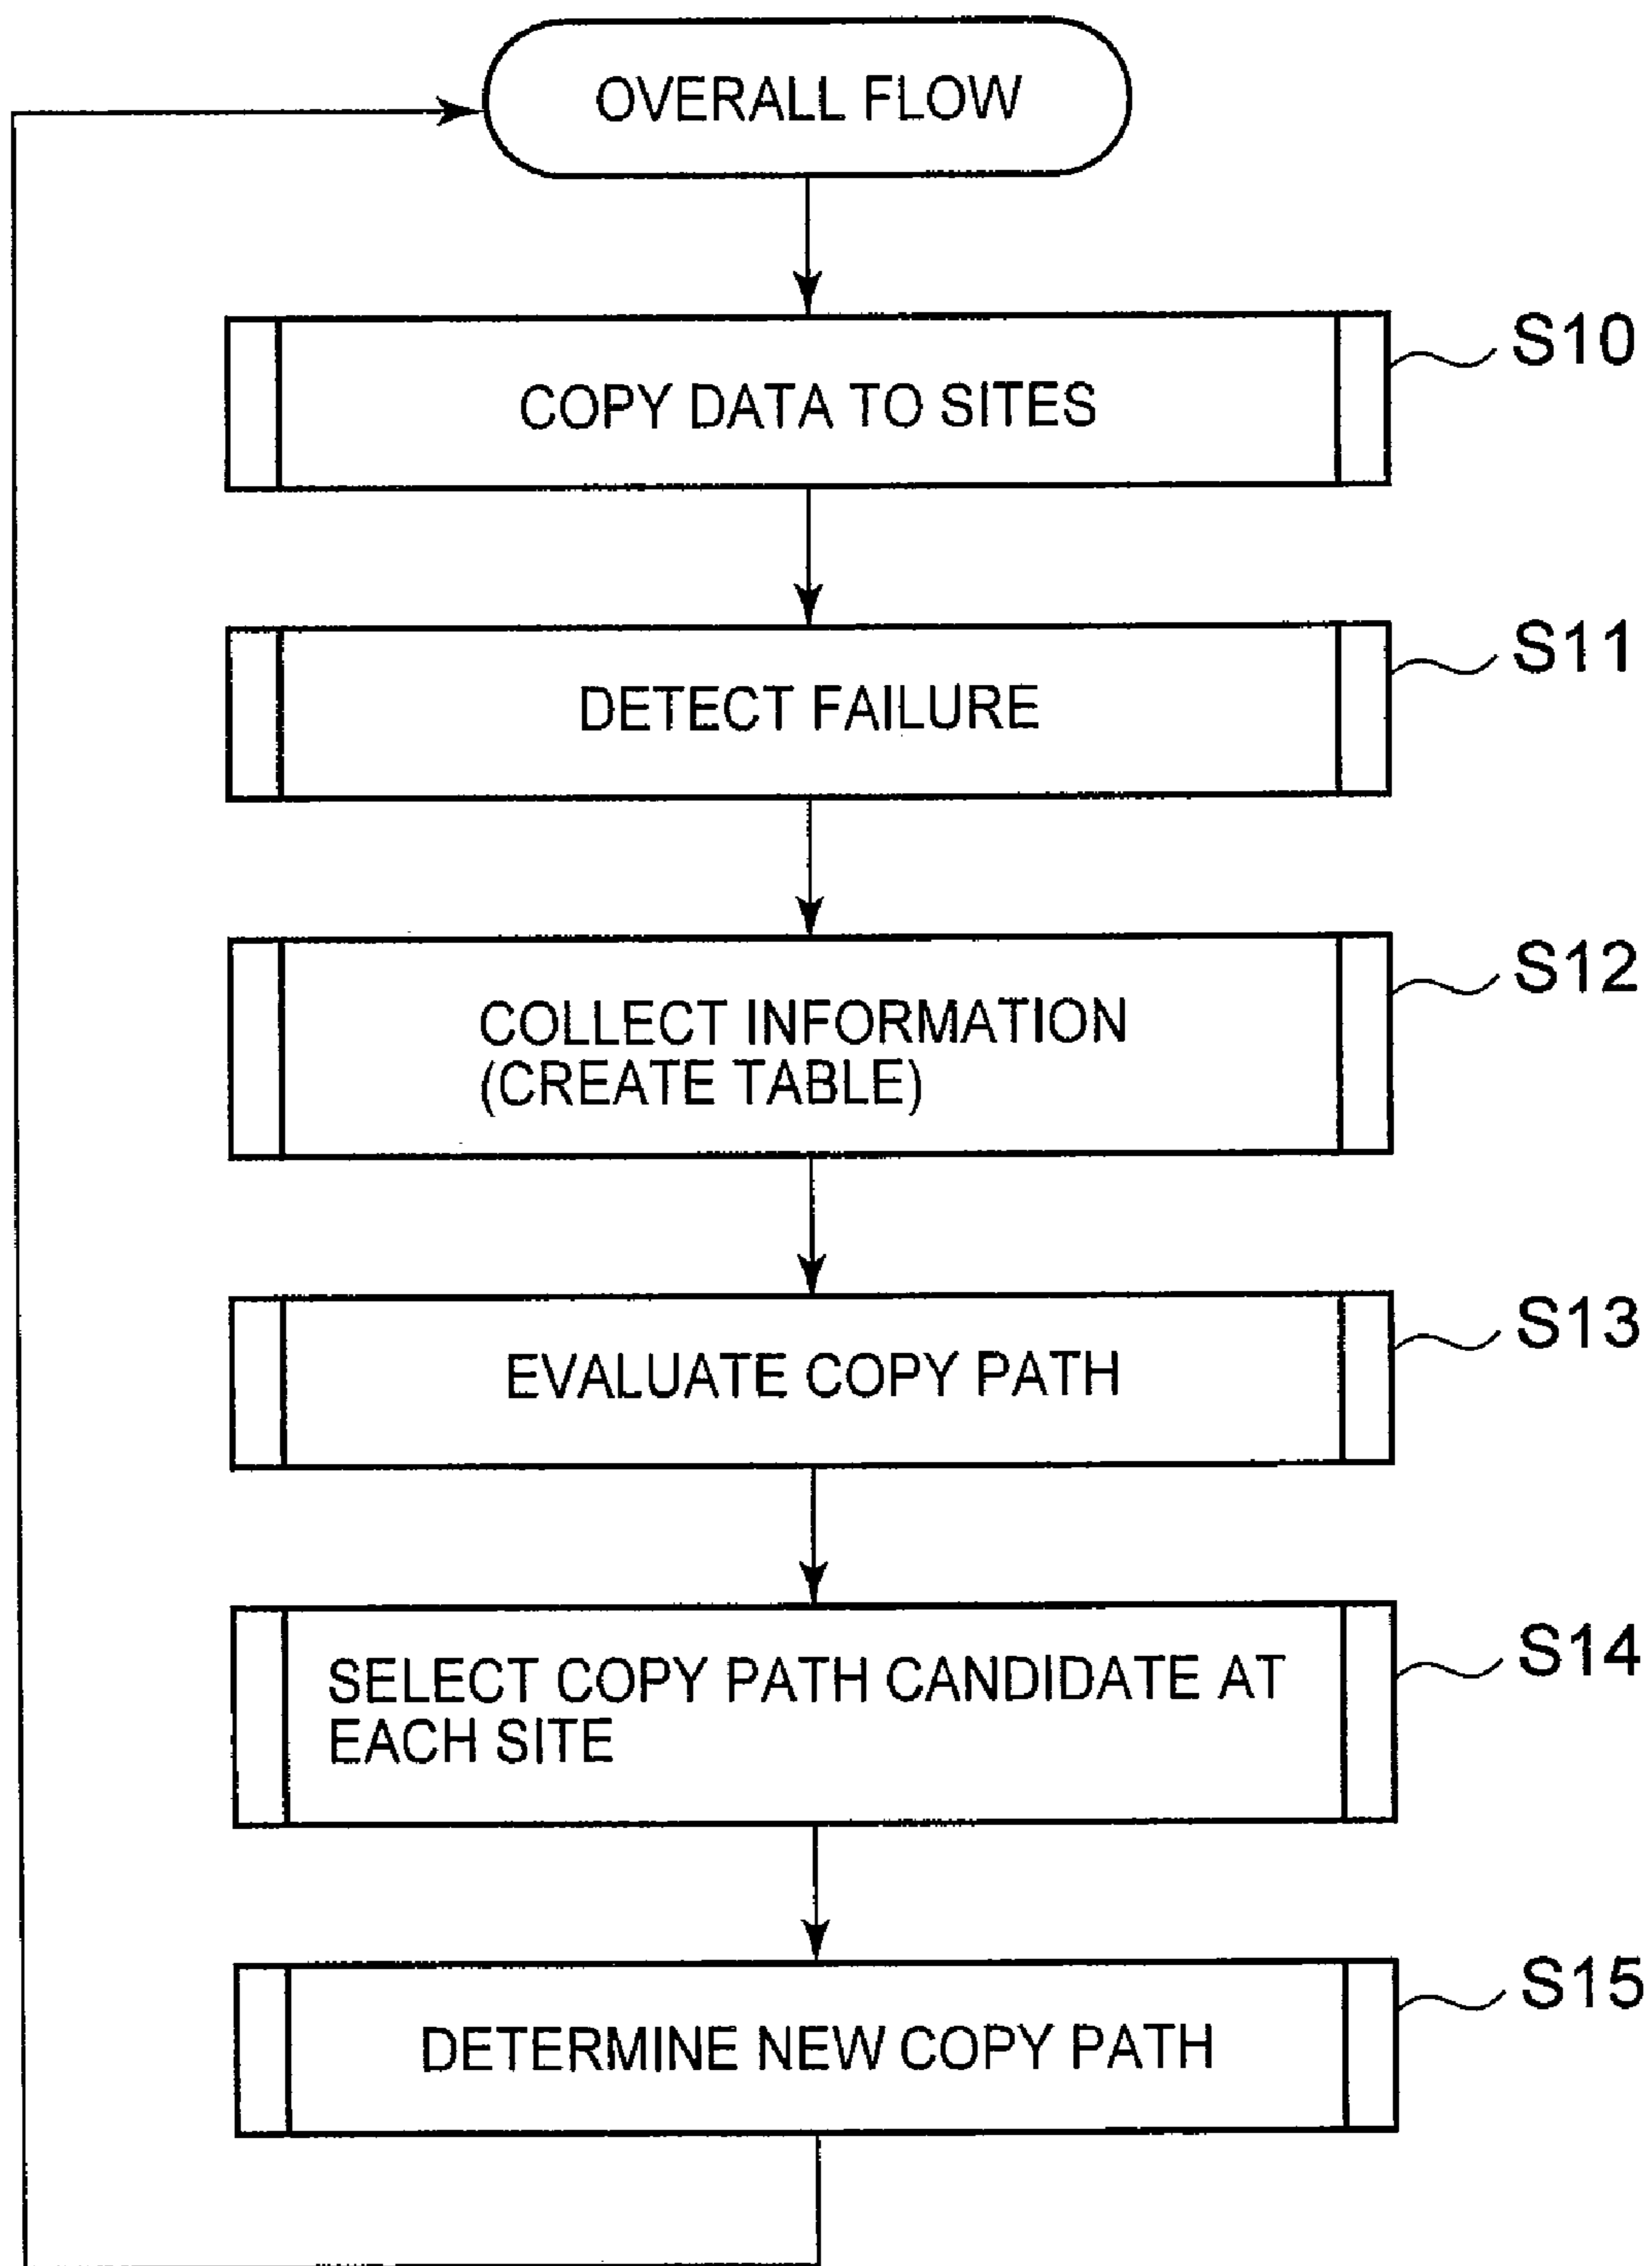 OVERALL FLOW
COPY DATA TO SITES
S10
DETECT FAILURE
S11
COLLECT INFORMATION
(CREATE TABLE)
S12
EVALUATE COPY PATH
S13
SELECT COPY PATH CANDIDATE AT
EACH SITE
S14
DETERMINE NEW COPY PATH
S15